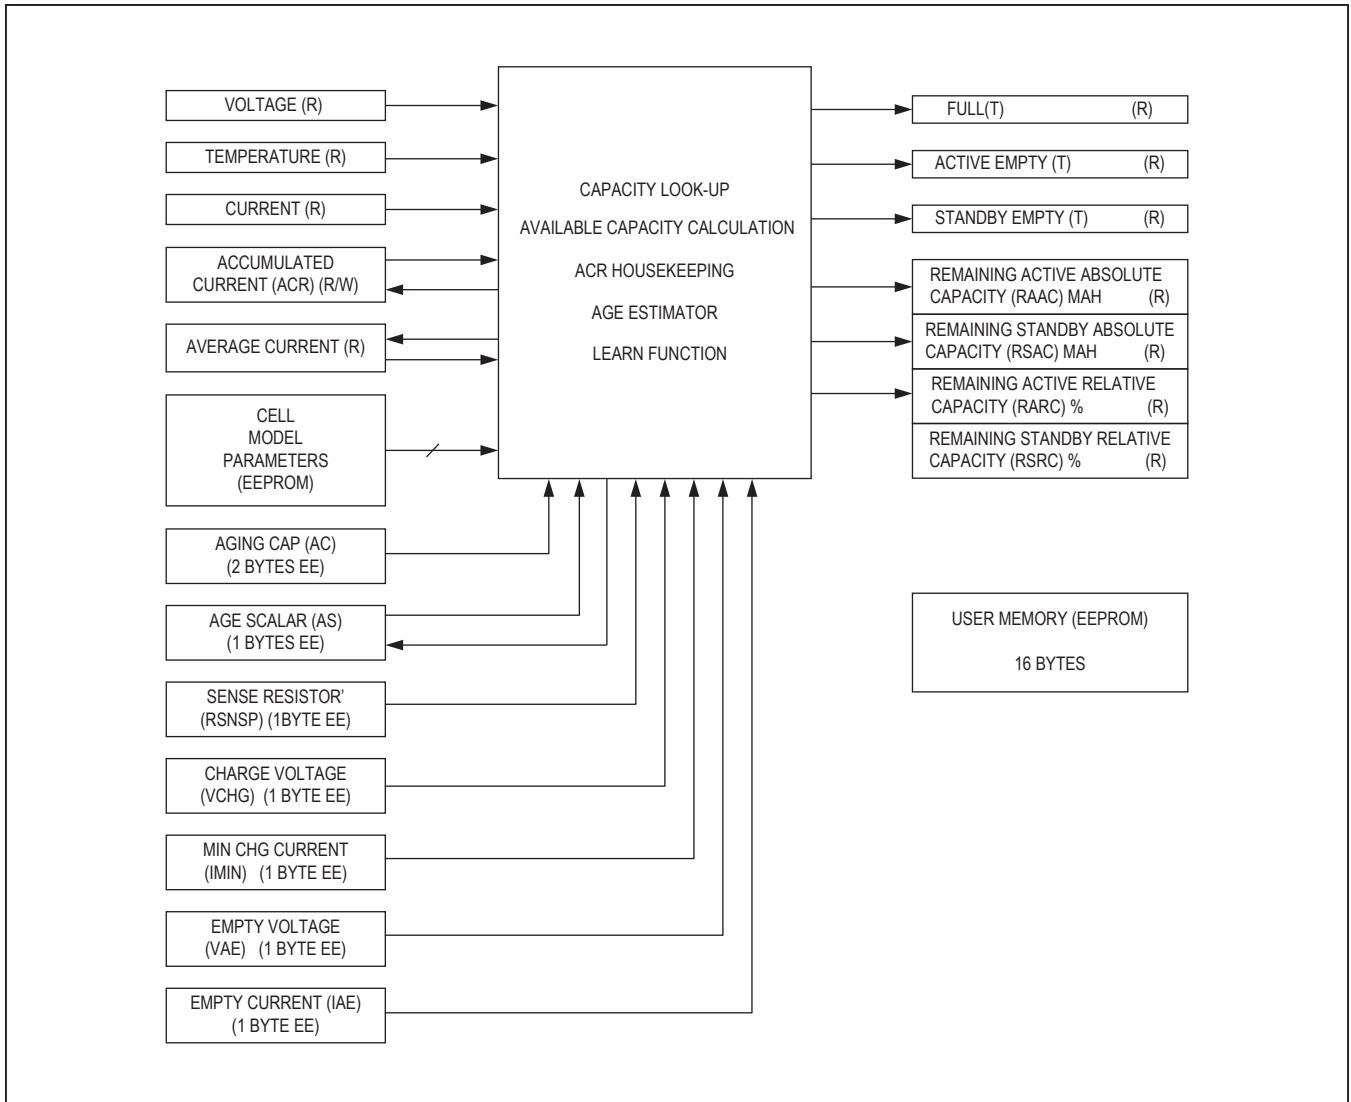 VOLTAGE (R)
TEMPERATURE (R)
CURRENT (R)
ACCUMULATED
CURRENT (ACR) (R/W)
AVERAGE CURRENT (R)
CELL
MODEL
PARAMETERS
(EEPROM)
AGING CAP (AC)
(2 BYTES EE)
AGE SCALAR (AS)
(1 BYTES EE)
SENSE RESISTOR'
(RSNSP) (1BYTE EE)
CHARGE VOLTAGE
(VCHG) (1 BYTE EE)
MIN CHG CURRENT
(IMIN) (1 BYTE EE)
EMPTY VOLTAGE
(VAE) (1 BYTE EE)
EMPTY CURRENT (IAE)
(1 BYTE EE)
CAPACITY LOOK-UP
AVAILABLE CAPACITY CALCULATION
ACR HOUSEKEEPING
AGE ESTIMATOR
LEARN FUNCTION
FULL(T) (R)
ACTIVE EMPTY (T) (R)
STANDBY EMPTY (T) (R)
REMAINING ACTIVE ABSOLUTE
CAPACITY (RAAC) MAH (R)
REMAINING STANDBY ABSOLUTE
CAPACITY (RSAC) MAH (R)
REMAINING ACTIVE RELATIVE
CAPACITY (RARC) % (R)
REMAINING STANDBY RELATIVE
CAPACITY (RSRC) % (R)
USER MEMORY (EEPROM)
16 BYTES